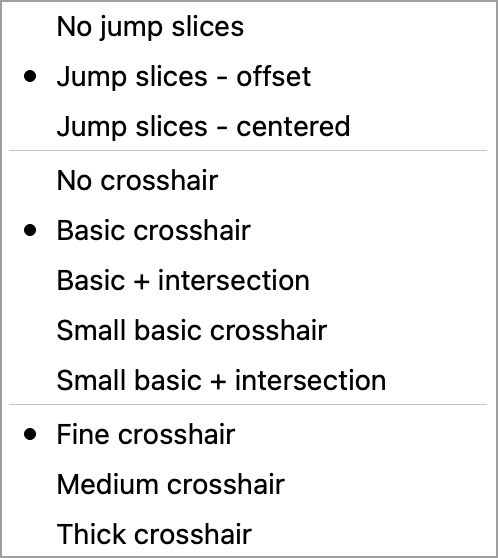 No jump slices
Jump slices - offset
Jump slices - centered
No crosshair
Basic crosshair
Basic + intersection
Small basic crosshair
Small basic + intersection
Fine crosshair
Medium crosshair
Thick crosshair